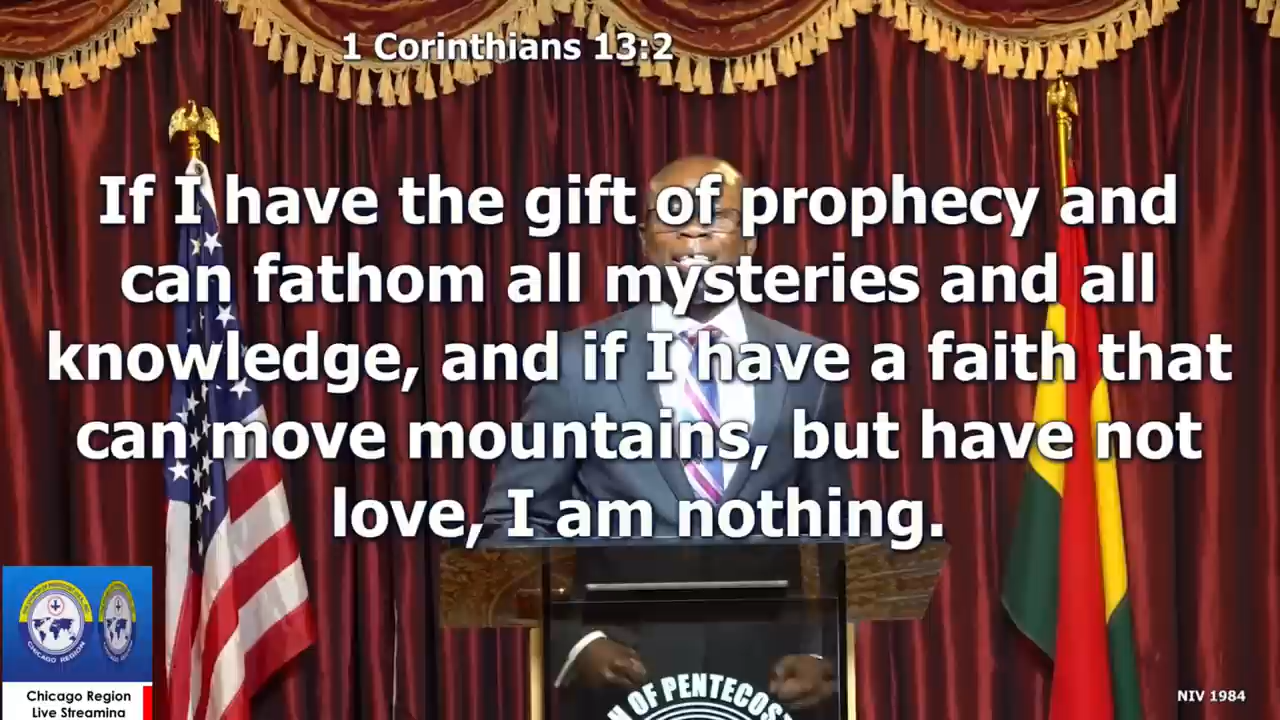 1 Corinthians 13:2
If I have the gift of prophecy and
can fathom all mysteries and all
knowledge, and if I have a faith that
can move mountains, but have not
love, I am nothing.
OF PENTECOS
CHICAGO REGION
Chicago Region
Live Streaming
NIV 1984